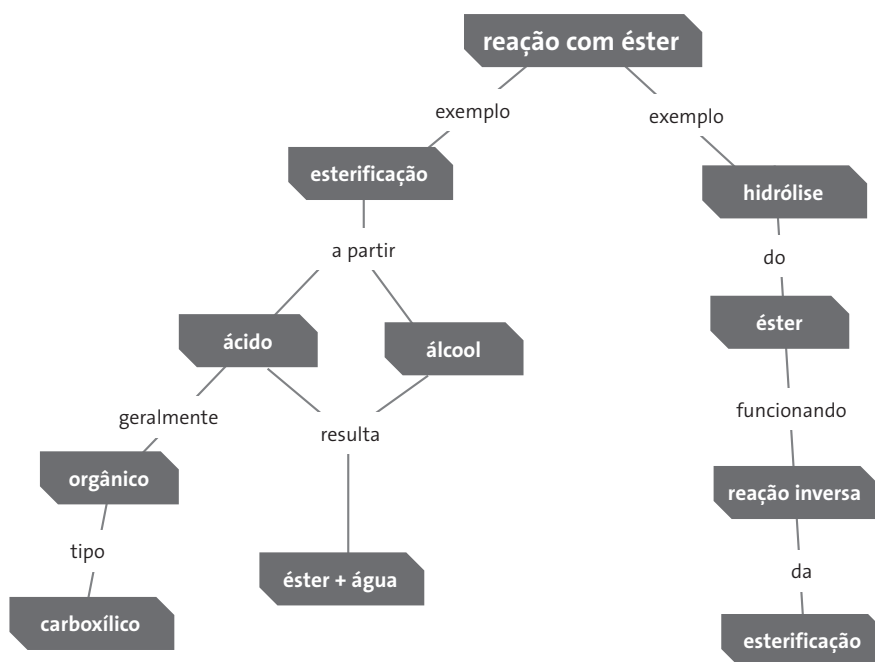 reação com éster
exemplo
exemplo
esterificação
hidrólise
a partir
do
ácido
álcool
éster
geralmente
resulta
funcionando
orgânico
reação inversa
tipo
éster + água
da
carboxílico
esterificação